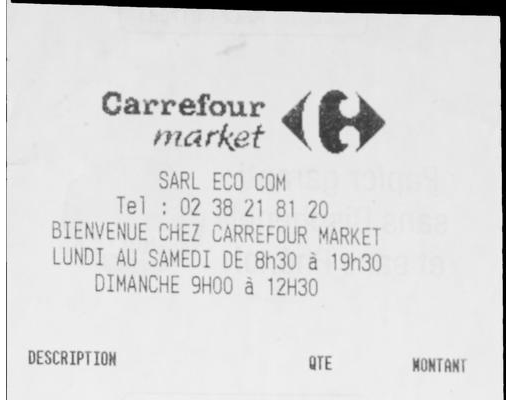 Carrefour
market
SARL ECO COM
Tel : 02 38 21 81 20
BIENVENUE CHEZ CARREFOUR MARKET
LUNDI AU SAMEDI DE 8h30 à 19h30
DIMANCHE 9H00 à 12H30
DESCRIPTION QTE MONTANT